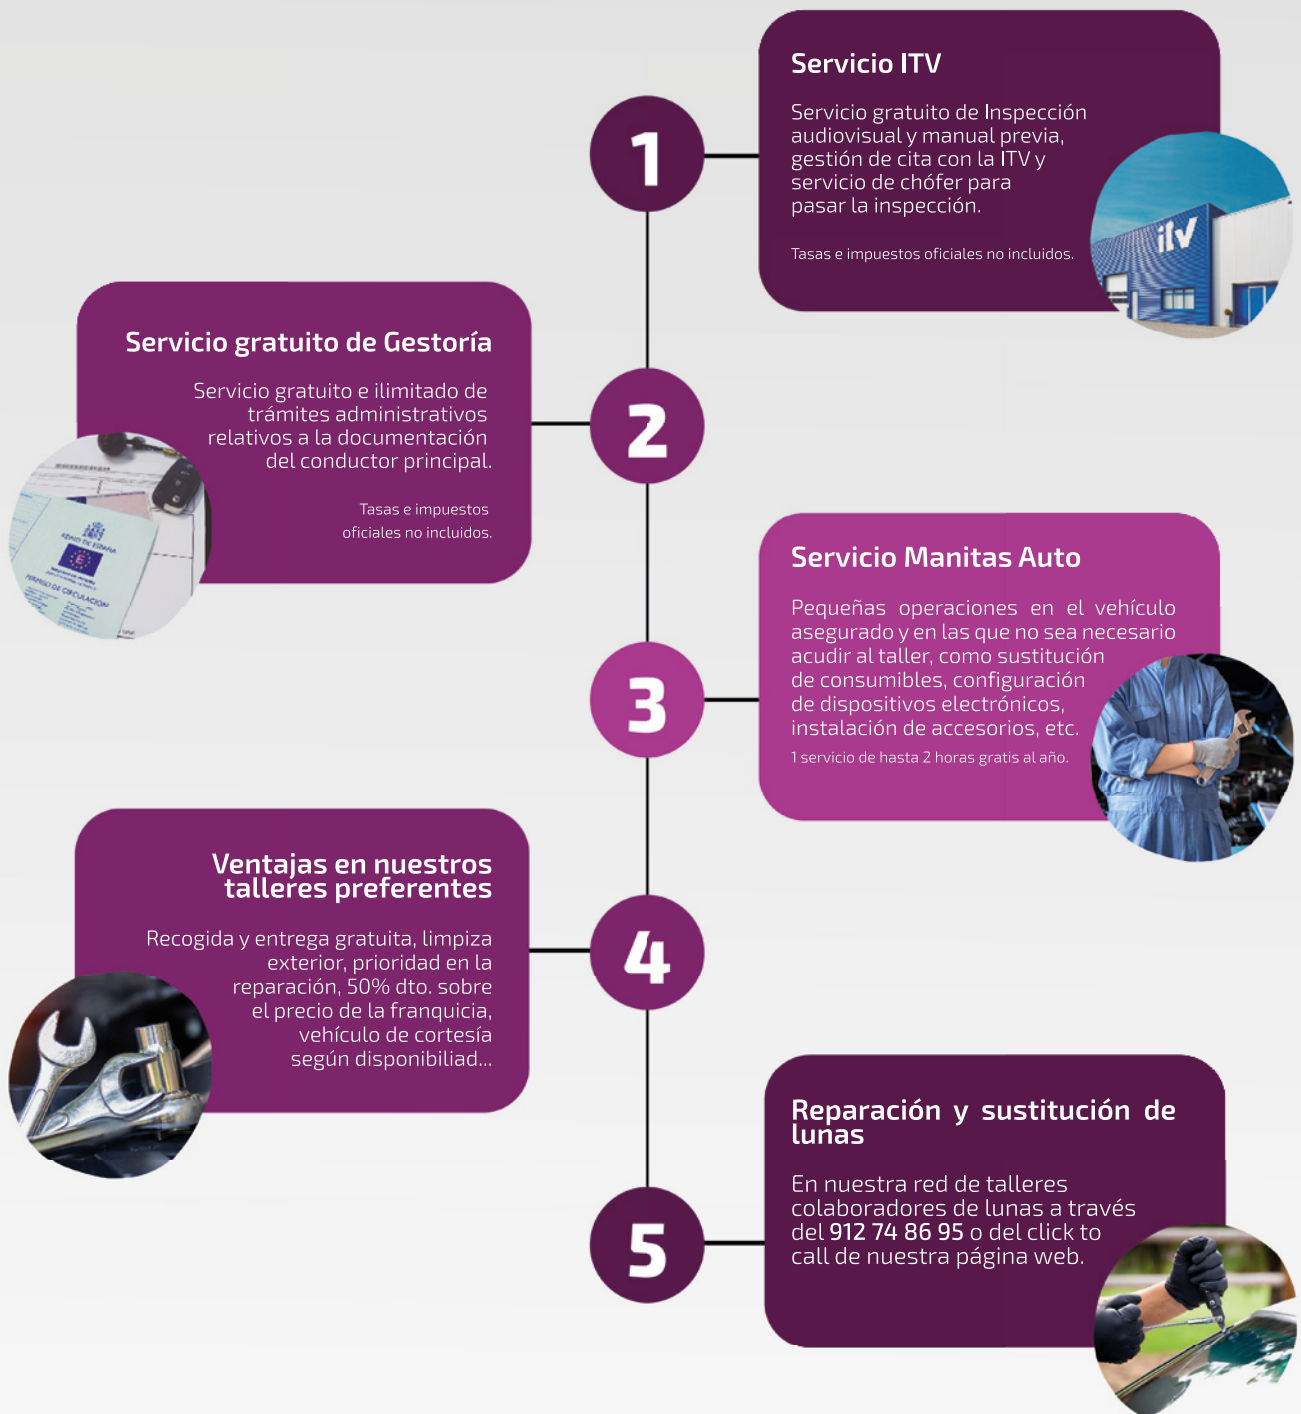 1
Servicio ITV
Servicio gratuito de Inspección
audiovisual y manual previa,
gestión de cita con la ITV y
servicio de chófer para
pasar la inspección.
Tasas e impuestos oficiales no incluidos.
itv
2
Servicio gratuito de Gestoría
Servicio gratuito e ilimitado de
trámites administrativos
relativos a la documentación
del conductor principal.
Tasas e impuestos
oficiales no incluidos.
REINO DE ESPAÑA
E
PERMISO DE CIRCULACIÓN
3
Servicio Manitas Auto
Pequeñas operaciones en el vehículo
asegurado y en las que no sea necesario
acudir al taller, como sustitución
de consumibles, configuración
de dispositivos electrónicos,
instalación de accesorios, etc.
1 servicio de hasta 2 horas gratis al año.
4
Ventajas en nuestros
talleres preferentes
Recogida y entrega gratuita, limpiza
exterior, prioridad en la
reparación, 50% dto. sobre
el precio de la franquicia,
vehículo de cortesía
según disponibiliad...
5
Reparación y sustitución de
lunas
En nuestra red de talleres
colaboradores de lunas a través
del 912 74 86 95 o del click to
call de nuestra página web.